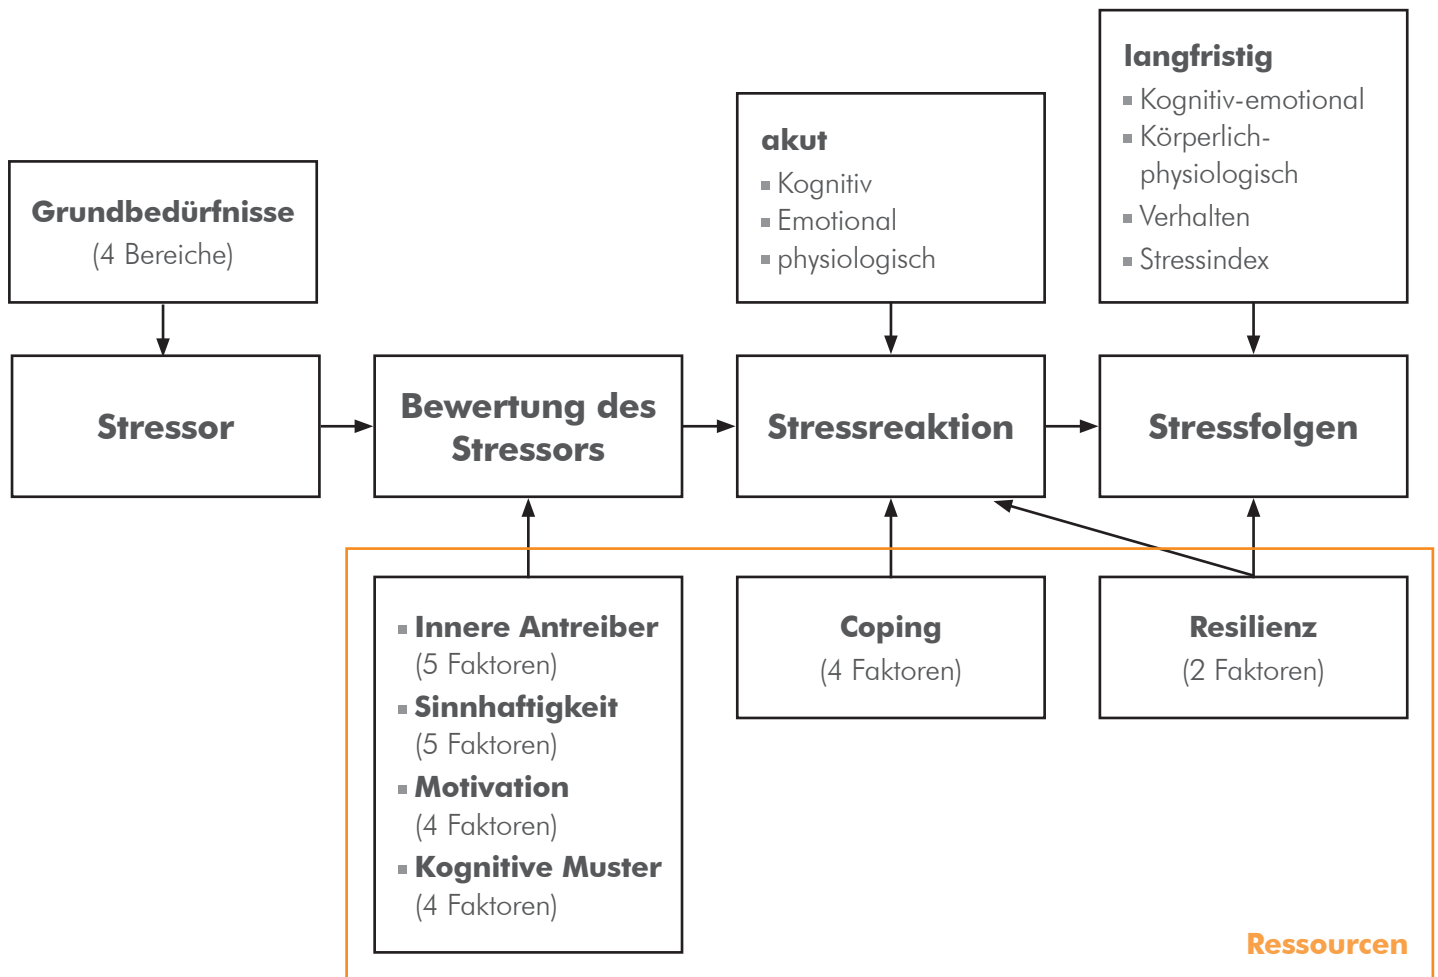 langfristig
Kognitiv-emotional
Körperlich-
physiologisch
Verhalten
Stressindex
akut
Kognitiv
Emotional
physiologisch
Grundbedürfnisse
(4 Bereiche)
Stressor
Bewertung des
Stressors
Stressreaktion
Stressfolgen
Innere Antreiber
(5 Faktoren)
Sinnhaftigkeit
(5 Faktoren)
Motivation
(4 Faktoren)
Kognitive Muster
(4 Faktoren)
Coping
(4 Faktoren)
Resilienz
(2 Faktoren)
Ressourcen